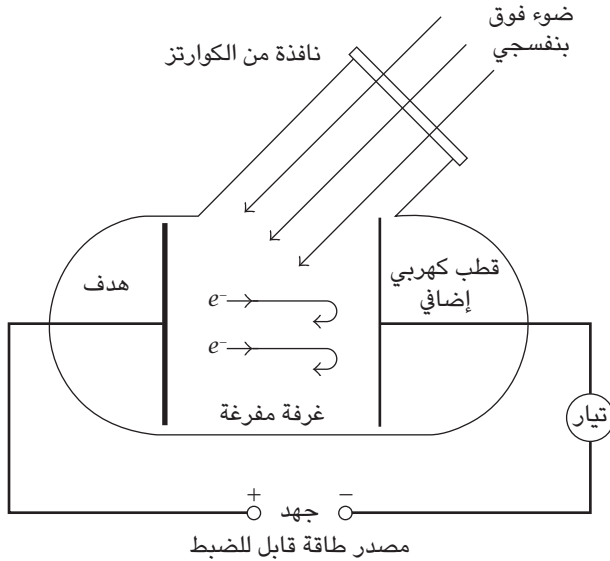 ضوء فوق
بنفسجي
نافذة من الكوارتز
قطب كهربي
إضافي
هدف
e⁻
e⁻
غرفة مفرغة
تيار
+ جهد −
مصدر طاقة قابل للضبط